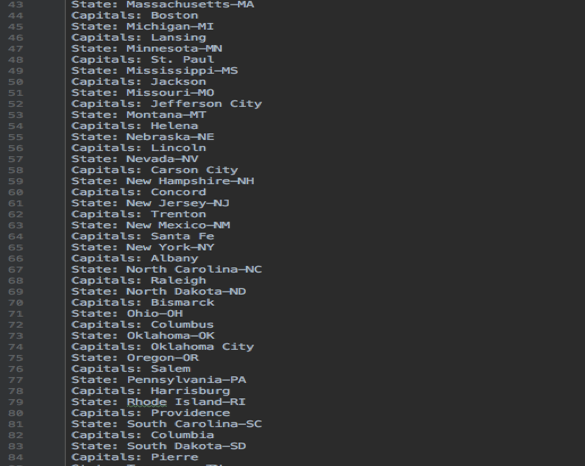 43 State: Massachusetts—MA
44 Capitals: Boston
45 State: Michigan—MI
46 Capitals: Lansing
47 State: Minnesota—MN
48 Capitals: St. Paul
49 State: Mississippi—MS
50 Capitals: Jackson
51 State: Missouri—MO
52 Capitals: Jefferson City
53 State: Montana—MT
54 Capitals: Helena
55 State: Nebraska—NE
56 Capitals: Lincoln
57 State: Nevada—NV
58 Capitals: Carson City
59 State: New Hampshire—NH
60 Capitals: Concord
61 State: New Jersey—NJ
62 Capitals: Trenton
63 State: New Mexico—NM
64 Capitals: Santa Fe
65 State: New York—NY
66 Capitals: Albany
67 State: North Carolina—NC
68 Capitals: Raleigh
69 State: North Dakota—ND
70 Capitals: Bismarck
71 State: Ohio—OH
72 Capitals: Columbus
73 State: Oklahoma—OK
74 Capitals: Oklahoma City
75 State: Oregon—OR
76 Capitals: Salem
77 State: Pennsylvania—PA
78 Capitals: Harrisburg
79 State: Rhode Island—RI
80 Capitals: Providence
81 State: South Carolina—SC
82 Capitals: Columbia
83 State: South Dakota—SD
84 Capitals: Pierre